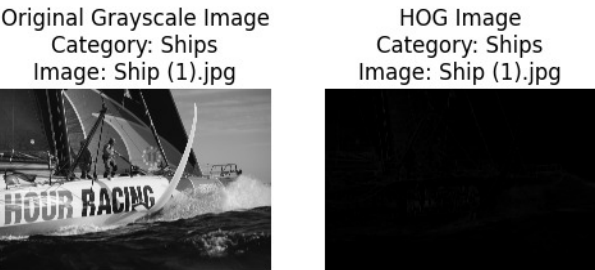 Original Grayscale Image
Category: Ships
Image: Ship (1).jpg
HOG Image
Category: Ships
Image: Ship (1).jpg
HOUR RACING